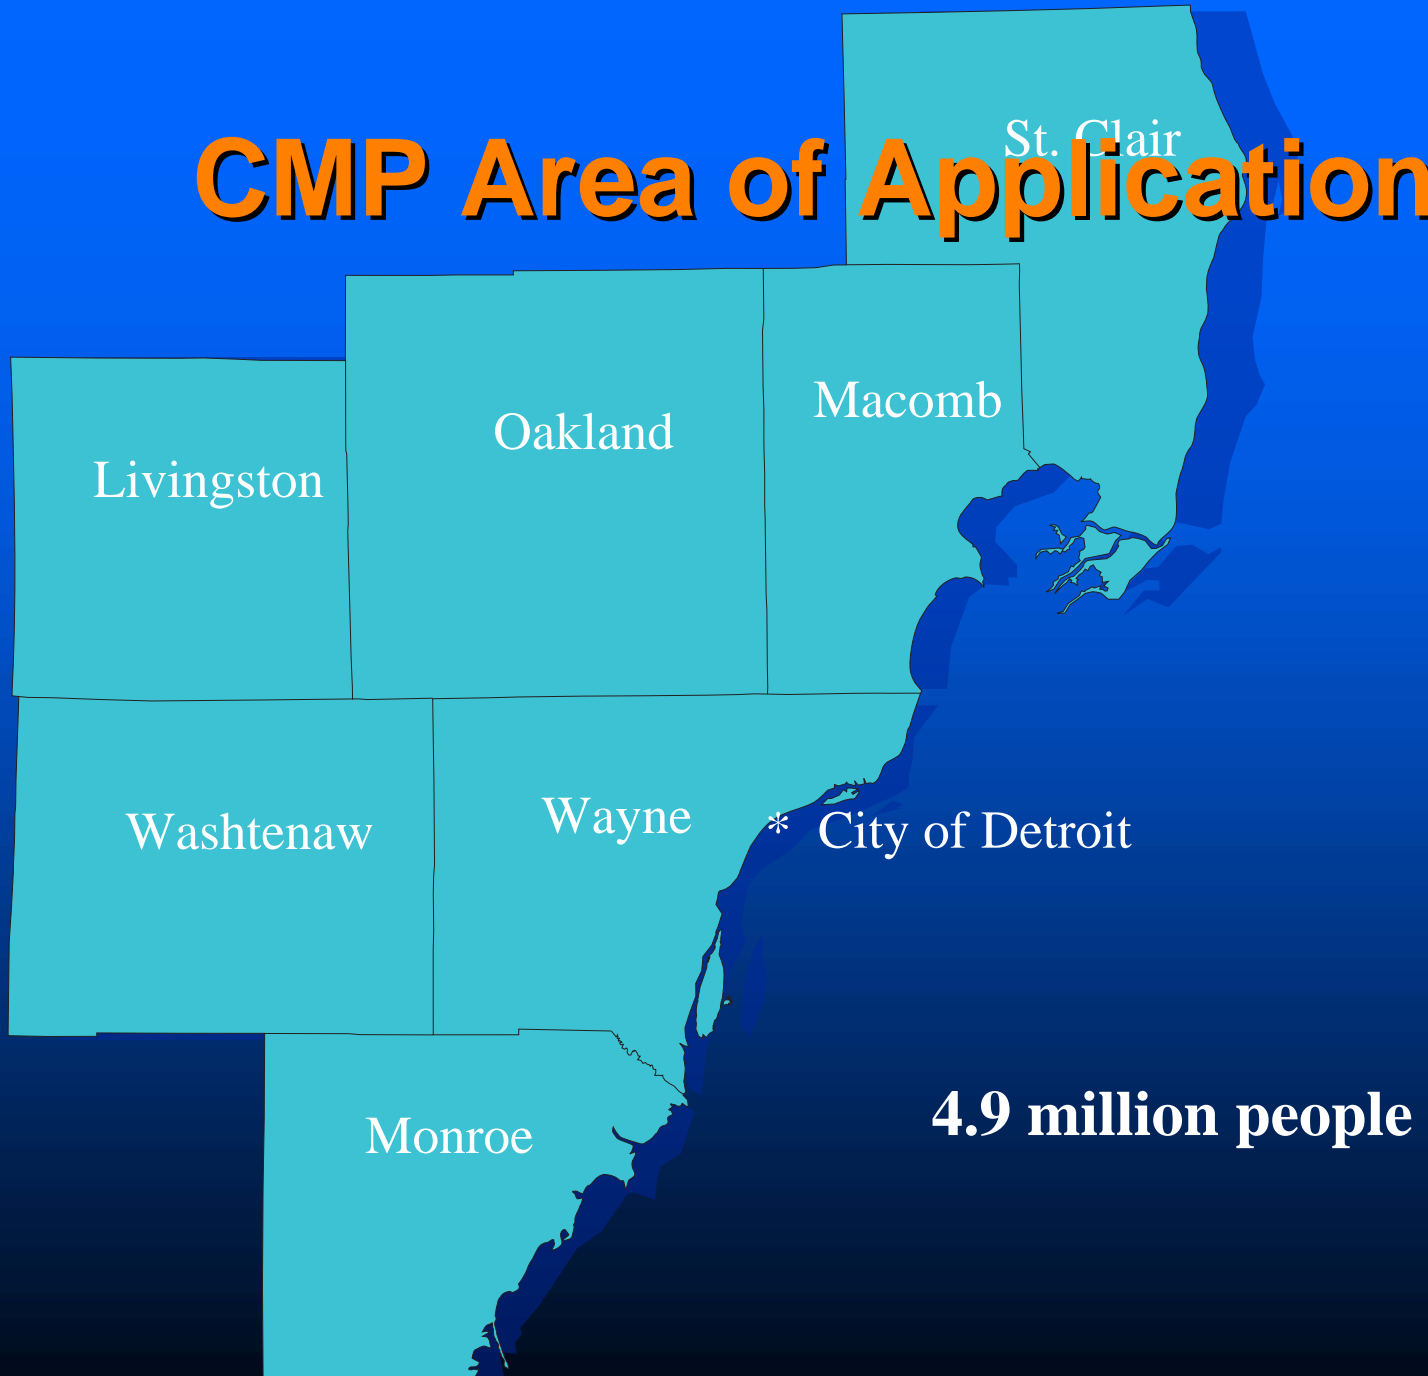 St. Clair
CMP Area of Application
Macomb
Oakland
Livingston
Wayne
* City of Detroit
Washtenaw
4.9 million people
Monroe